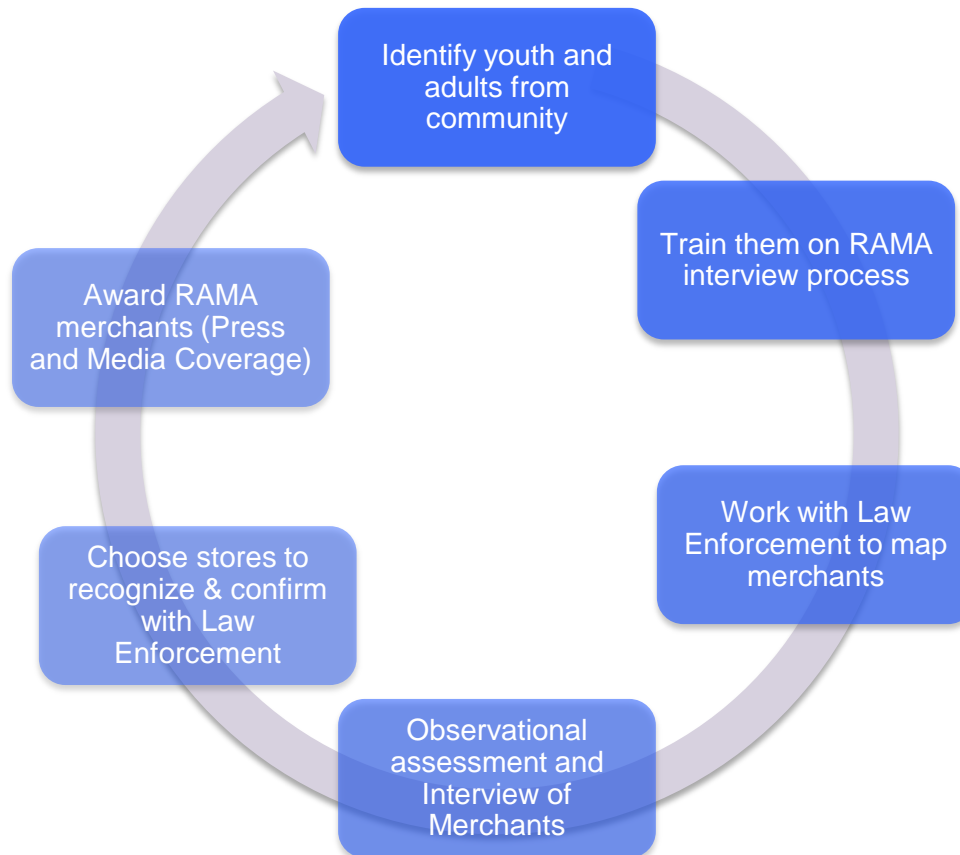 Identify youth and
adults from
community
Train them on RAMA
interview process
Work with Law
Enforcement to map
merchants
Observational
assessment and
Interview of
Merchants
Choose stores to
recognize & confirm
with Law
Enforcement
Award RAMA
merchants (Press
and Media Coverage)